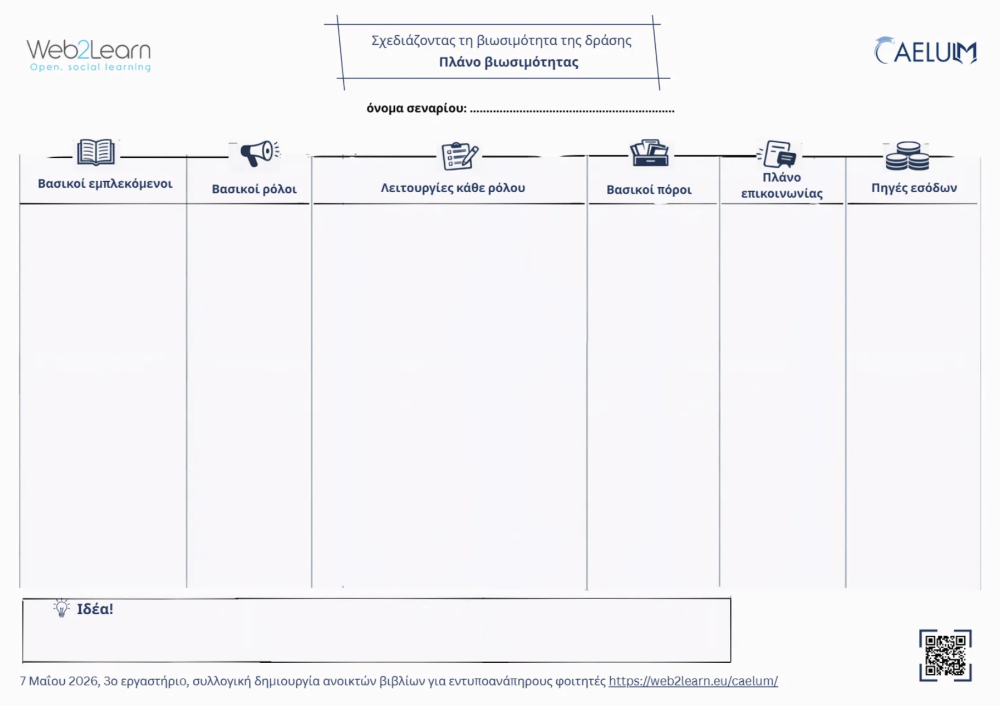 Web2Learn
Open, social learning
Σχεδιάζοντας τη βιωσιμότητα της δράσης
Πλάνο βιωσιμότητας
CAELUM
όνομα σεναρίου: ..............................................................
Βασικοί εμπλεκόμενοι
Βασικοί ρόλοι
Λειτουργίες κάθε ρόλου
Βασικοί πόροι
Πλάνο
επικοινωνίας
Πηγές εσόδων
Ιδέα!
7 Μαΐου 2026, 3ο εργαστήριο, συλλογική δημιουργία ανοικτών βιβλίων για εντυποανάπηρους φοιτητές https://web2learn.eu/caelum/